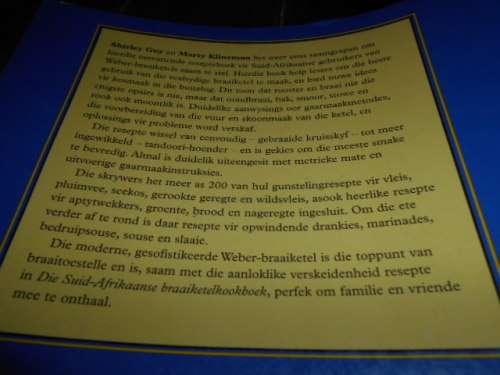 Shirley Guy en Marty Klinzman het weer eens saamgespan om
hierdie resepteboek vir Suid-Afrikaanse gebruikers van
Weber-braaiketels saam te stel. Hierdie boek help lesers om die beste
gebruik van die veelsydige braaiketel te maak, en bied nuwe idees
vir kosmaak in die buitelug. Dit toon dat rooster en braai nie die
enigste opsies is nie, maar dat oondbraai, bak, smoor, stowe en
rook ook moontlik is. Duidelike aanwysings oor gaarmaakmetodes,
die voorbereiding van die vuur en skoonmaak van die ketel, en
oplossings vir probleme word verskaf.
Die resepte wissel van eenvoudig – gebraaide kruisskyf – tot meer
ingewikkeld – tandoori-hoender – en is gekies om die meeste smake
te bevredig. Almal is duidelik uiteengesit met metrieke mate en
uitvoerige gaarmaakinstruksies.
Die skrywers het meer as 200 van hul gunstelingresepte vir vleis,
pluimvee, seekos, gerookte geregte en wildsvleis, asook heerlike resepte
vir aptytwekkers, groente, brood en nageregte ingesluit. Om die ete
verder af te rond is daar resepte vir opwindende drankies, marinades,
bedruipsouse, souse en slaaie.
Die moderne, gesofistikeerde Weber-braaiketel is die toppunt van
braaitoestelle en is, saam met die aanloklike verskeidenheid resepte
in Die Suid-Afrikaanse braaiketelkookboek, perfek om familie en vriende
mee te onthaal.